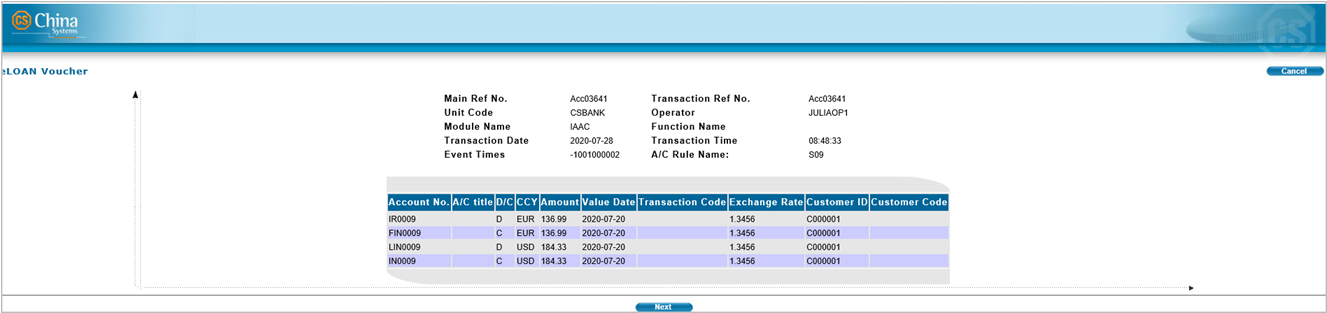 CS China
Systems
CSI
eLOAN Voucher
Cancel
Main Ref No. Acc03641 Transaction Ref No. Acc03641
Unit Code CSBANK Operator JULIAOP1
Module Name IAAC Function Name
Transaction Date 2020-07-28 Transaction Time 08:48:33
Event Times -1001000002 A/C Rule Name: S09
Account No. A/C title D/C CCY Amount Value Date Transaction Code Exchange Rate Customer ID Customer Code
IR0009 D EUR 136.99 2020-07-20 1.3456 C000001
FIN0009 C EUR 136.99 2020-07-20 1.3456 C000001
LIN0009 D USD 184.33 2020-07-20 1.3456 C000001
IN0009 C USD 184.33 2020-07-20 1.3456 C000001
Next